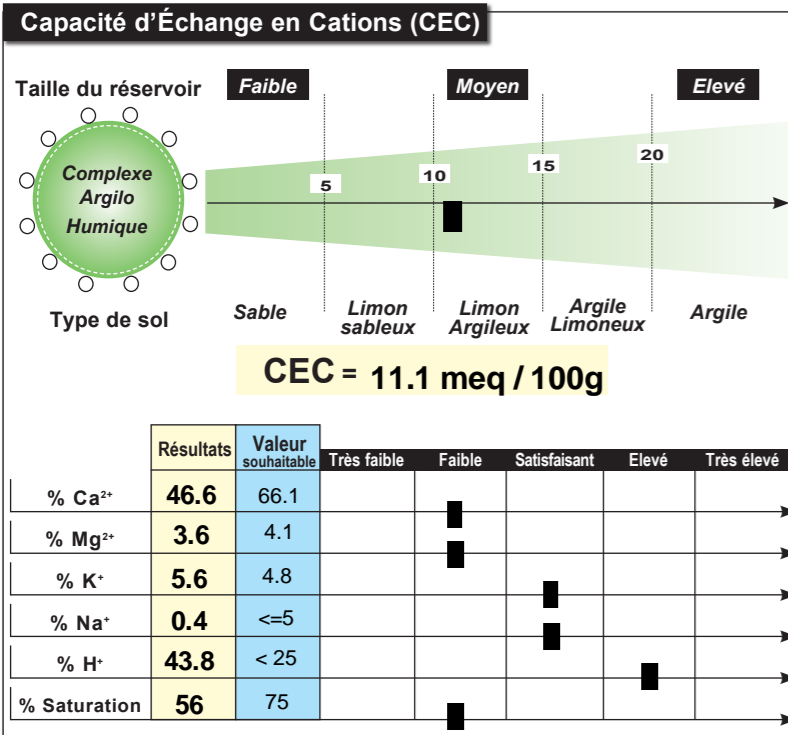 Capacité d'Échange en Cations (CEC)
Taille du réservoir
Faible
Moyen
Elevé
Complexe
Argilo
Humique
5
10
15
20
Type de sol
Sable
Limon
sableux
Limon
Argileux
Argile
Limoneux
Argile
CEC = 11.1 meq / 100g
Résultats
Valeur
souhaitable
Très faible
Faible
Satisfaisant
Elevé
Très élevé
% Ca²⁺ 46.6 66.1
% Mg²⁺ 3.6 4.1
% K⁺ 5.6 4.8
% Na⁺ 0.4 <=5
% H⁺ 43.8 < 25
% Saturation 56 75